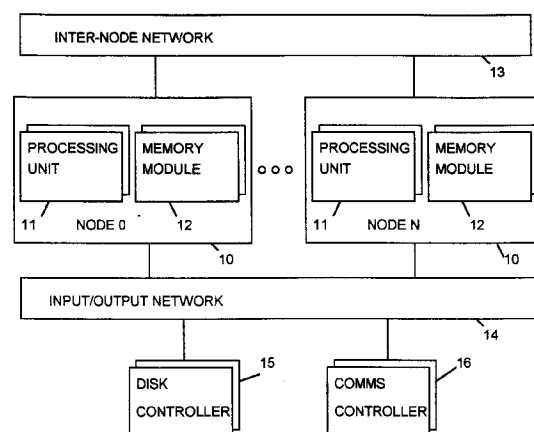 INTER-NODE NETWORK
13
PROCESSING
UNIT
MEMORY
MODULE
PROCESSING
UNIT
MEMORY
MODULE
11
NODE 0
12
11
NODE N
12
10
10
INPUT/OUTPUT NETWORK
14
15
16
DISK
CONTROLLER
COMMS
CONTROLLER